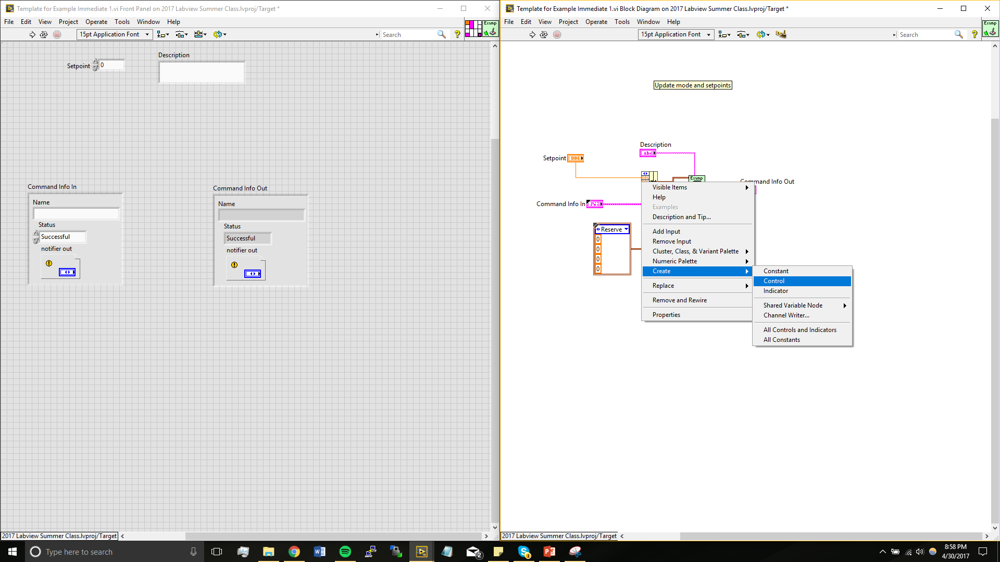 Template for Example Immediate 1.vi Front Panel on 2017 Labview Summer Class.lvproj/Target *
File Edit View Project Operate Tools Window Help
15pt Application Font
Search
?
Examp
Setpoint 0
Description
Command Info In
Name
Status
Successful
notifier out
Command Info Out
Name
Status
Successful
notifier out
2017 Labview Summer Class.lvproj/Target
Template for Example Immediate 1.vi Block Diagram on 2017 Labview Summer Class.lvproj/Target *
File Edit View Project Operate Tools Window Help
15pt Application Font
Search
?
Examp
Update mode and setpoints
Description
abc
Setpoint DBL
DBL
Examp
Command Info Out
Command Info In
Reserve
0
0
0
0
Visible Items
Help
Examples
Description and Tip...
Add Input
Remove Input
Cluster, Class, & Variant Palette
Numeric Palette
Create
Replace
Remove and Rewire
Properties
Constant
Control
Indicator
Shared Variable Node
Channel Writer...
All Controls and Indicators
All Constants
2017 Labview Summer Class.lvproj/Target
Type here to search
2
1
8:58 PM
4/30/2017